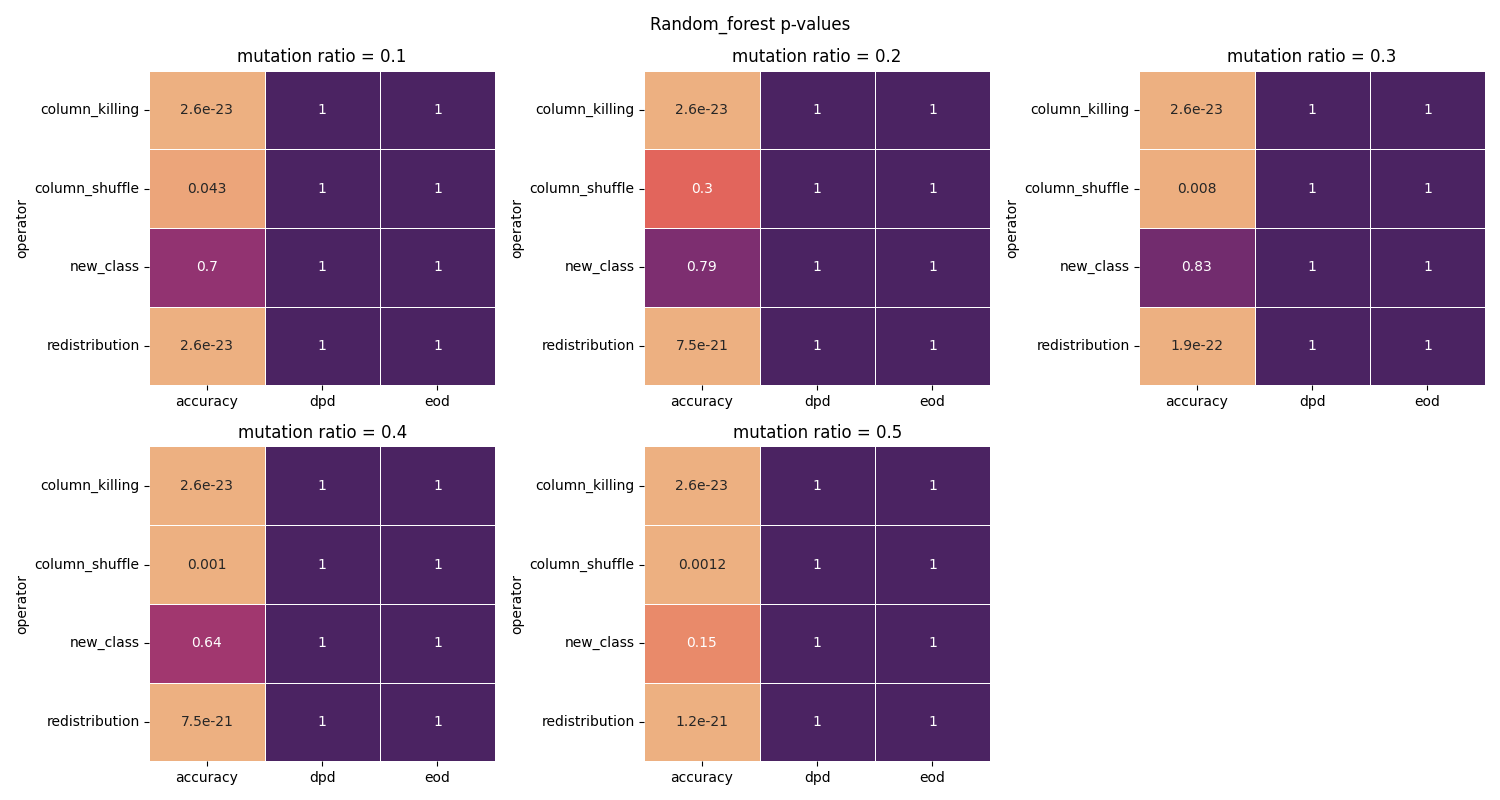 Random_forest p-values
mutation ratio = 0.1
column_killing 2.6e-23 1 1
column_shuffle 0.043 1 1
new_class 0.7 1 1
redistribution 2.6e-23 1 1
operator
accuracy dpd eod
mutation ratio = 0.2
column_killing 2.6e-23 1 1
column_shuffle 0.3 1 1
new_class 0.79 1 1
redistribution 7.5e-21 1 1
operator
accuracy dpd eod
mutation ratio = 0.3
column_killing 2.6e-23 1 1
column_shuffle 0.008 1 1
new_class 0.83 1 1
redistribution 1.9e-22 1 1
operator
accuracy dpd eod
mutation ratio = 0.4
column_killing 2.6e-23 1 1
column_shuffle 0.001 1 1
new_class 0.64 1 1
redistribution 7.5e-21 1 1
operator
accuracy dpd eod
mutation ratio = 0.5
column_killing 2.6e-23 1 1
column_shuffle 0.0012 1 1
new_class 0.15 1 1
redistribution 1.2e-21 1 1
operator
accuracy dpd eod